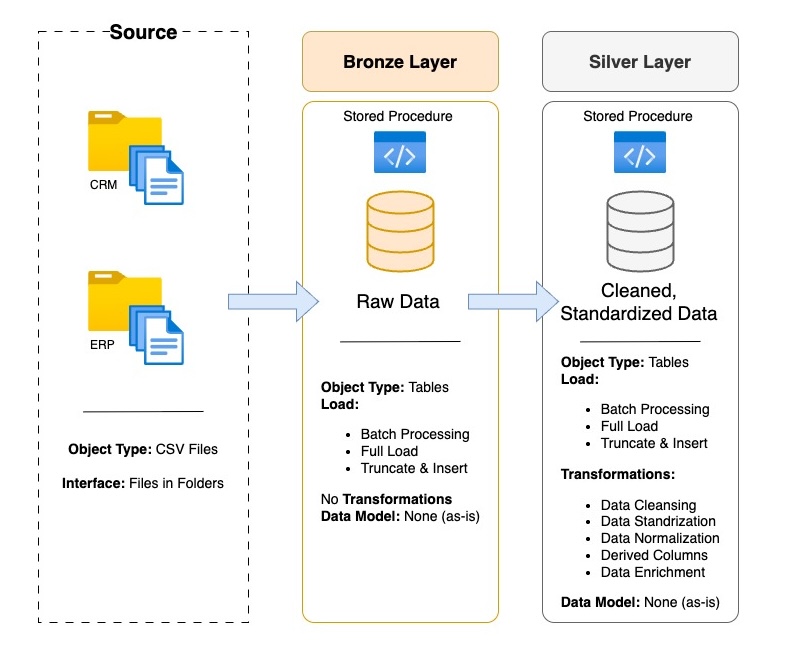 Source
CRM
ERP
Object Type: CSV Files
Interface: Files in Folders
Bronze Layer
Stored Procedure
</>
Raw Data
Object Type: Tables
Load:
• Batch Processing
• Full Load
• Truncate & Insert
No Transformations
Data Model: None (as-is)
Silver Layer
Stored Procedure
</>
Cleaned,
Standardized Data
Object Type: Tables
Load:
• Batch Processing
• Full Load
• Truncate & Insert
Transformations:
• Data Cleansing
• Data Standrization
• Data Normalization
• Derived Columns
• Data Enrichment
Data Model: None (as-is)